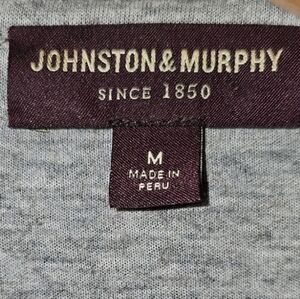 JOHNSTON & MURPHY
SINCE 1850
M
MADE IN
PERU